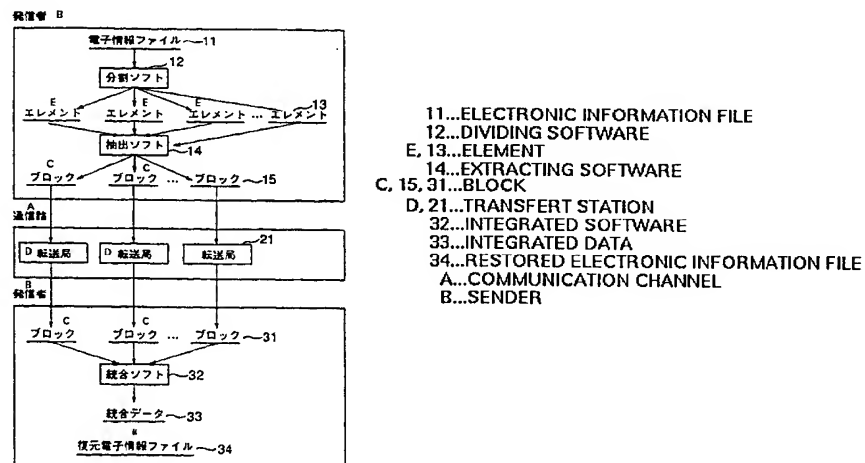 発信者 B
電子情報ファイル 11
12
分割ソフト
E E E 13
エレメント エレメント エレメント … エレメント
抽出ソフト
14
C C
ブロック ブロック … ブロック 15
A
通信路
21
D 転送局 D 転送局 転送局
B
発信者
C C
ブロック ブロック … ブロック 31
統合ソフト 32
統合データ 33
復元電子情報ファイル 34
11...ELECTRONIC INFORMATION FILE
12...DIVIDING SOFTWARE
E, 13...ELEMENT
14...EXTRACTING SOFTWARE
C, 15, 31...BLOCK
D, 21...TRANSFERT STATION
32...INTEGRATED SOFTWARE
33...INTEGRATED DATA
34...RESTORED ELECTRONIC INFORMATION FILE
A...COMMUNICATION CHANNEL
B...SENDER